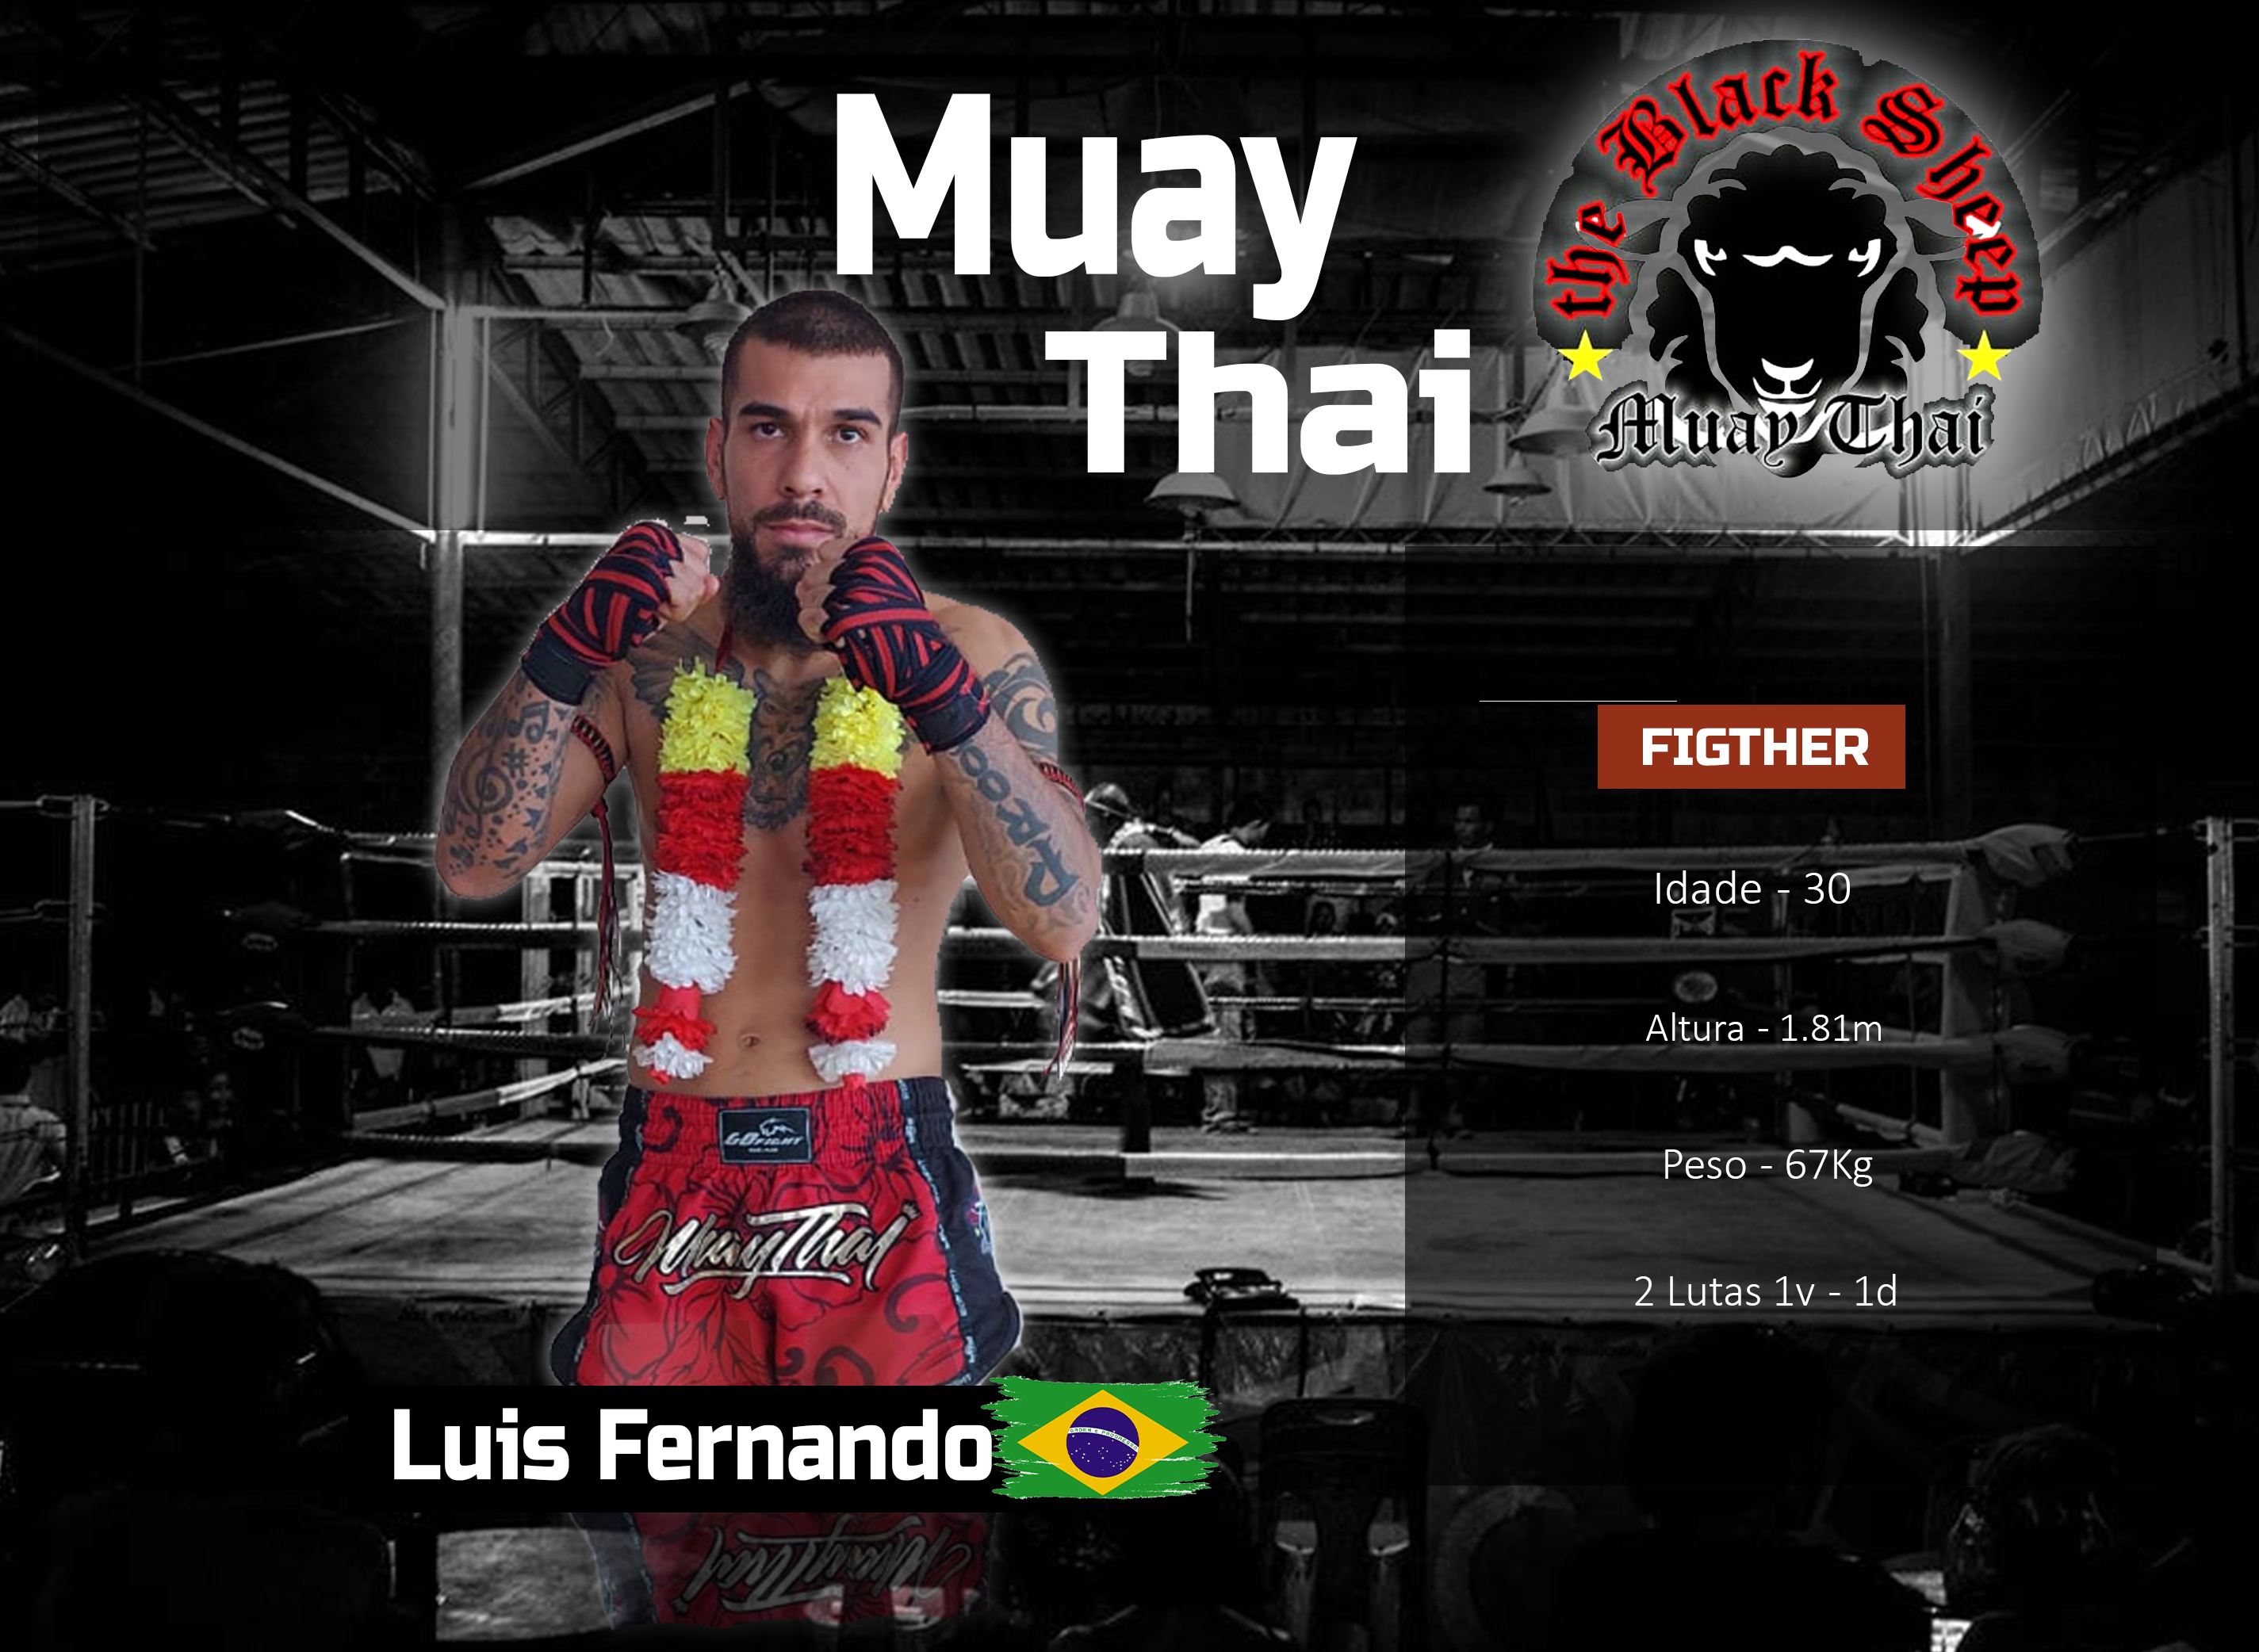 Muay
Thai
the Black Sheep
Muay Thai
FIGTHER
Idade - 30
Altura - 1.81m
Peso - 67Kg
2 Lutas 1v - 1d
GOFIGHT
MuayThai
Luis Fernando